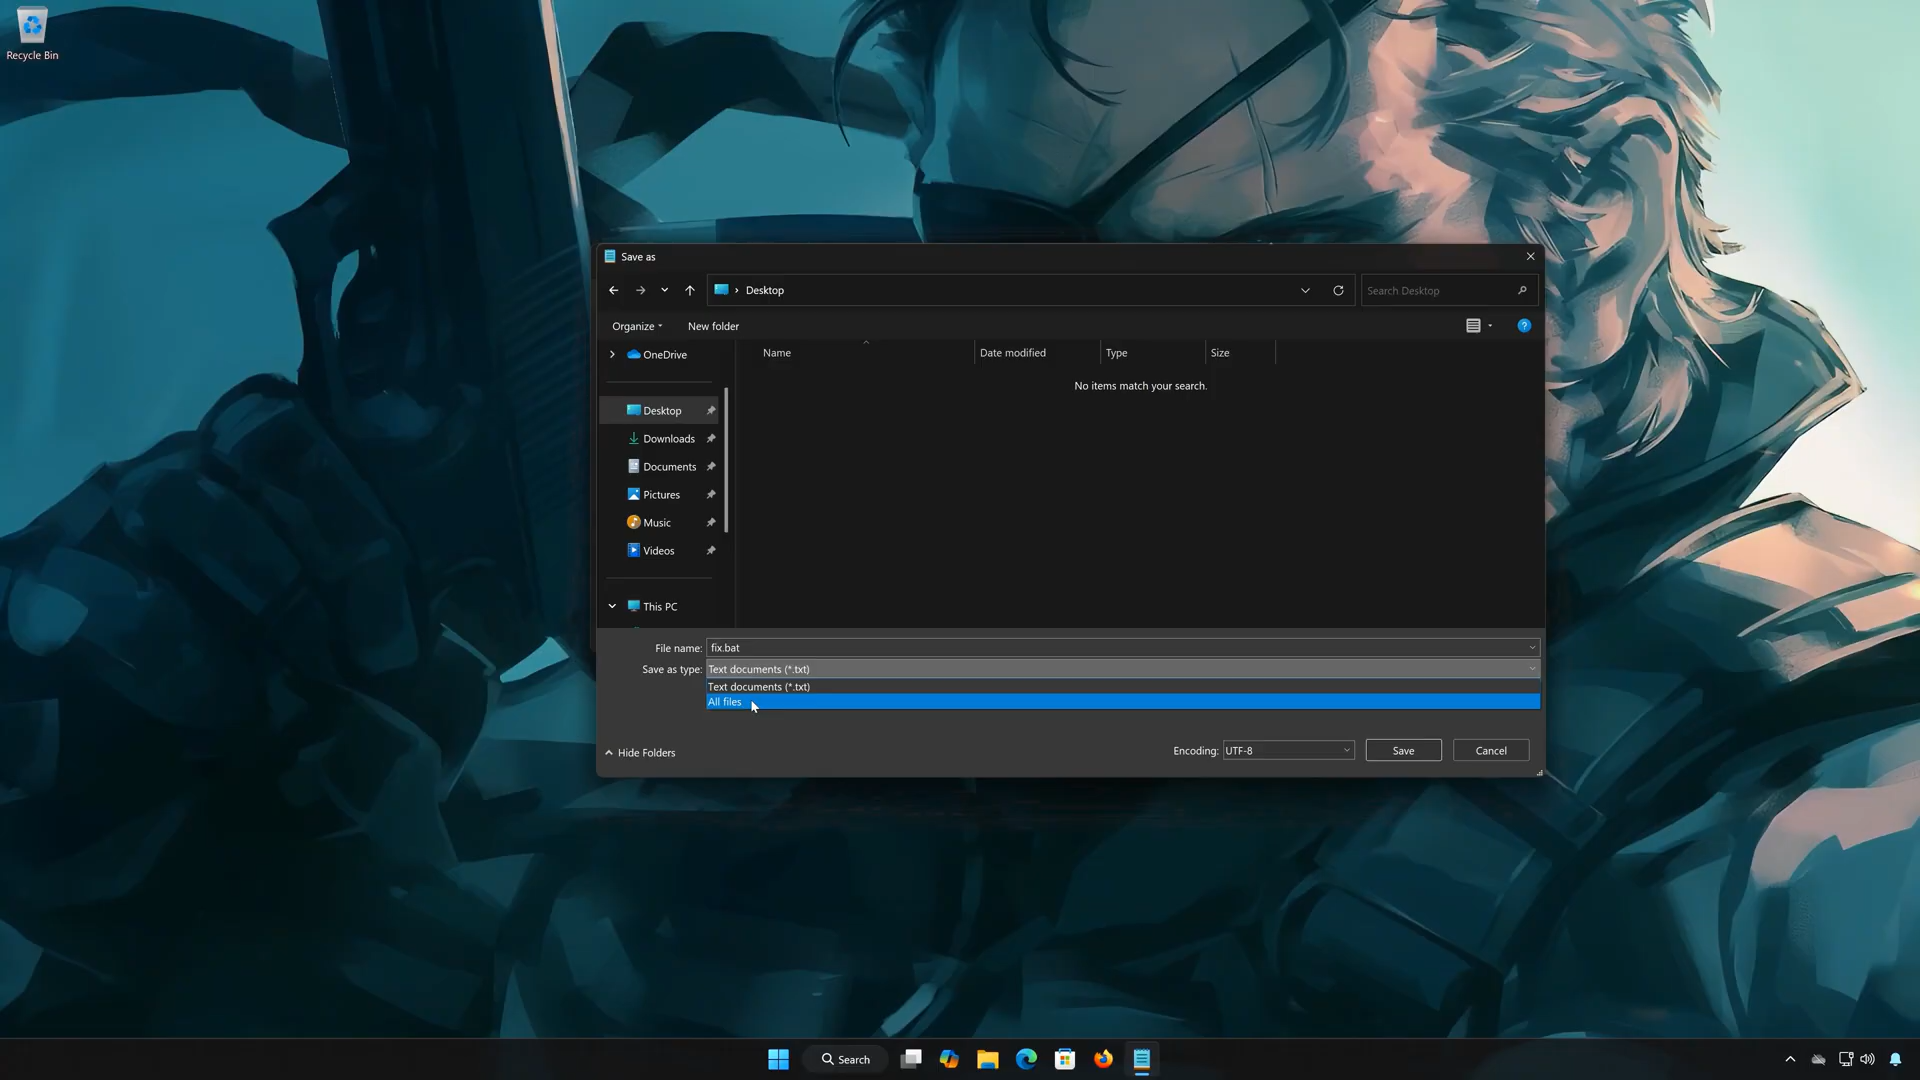 Recycle Bin
Save as
Desktop
Search Desktop
Organize
New folder
?
OneDrive
Name
Date modified
Type
Size
No items match your search.
Desktop
Downloads
Documents
Pictures
Music
Videos
This PC
File name: fix.bat
Save as type: Text documents (*.txt)
Text documents (*.txt)
All files
Hide Folders
Encoding: UTF-8
Save
Cancel
Search